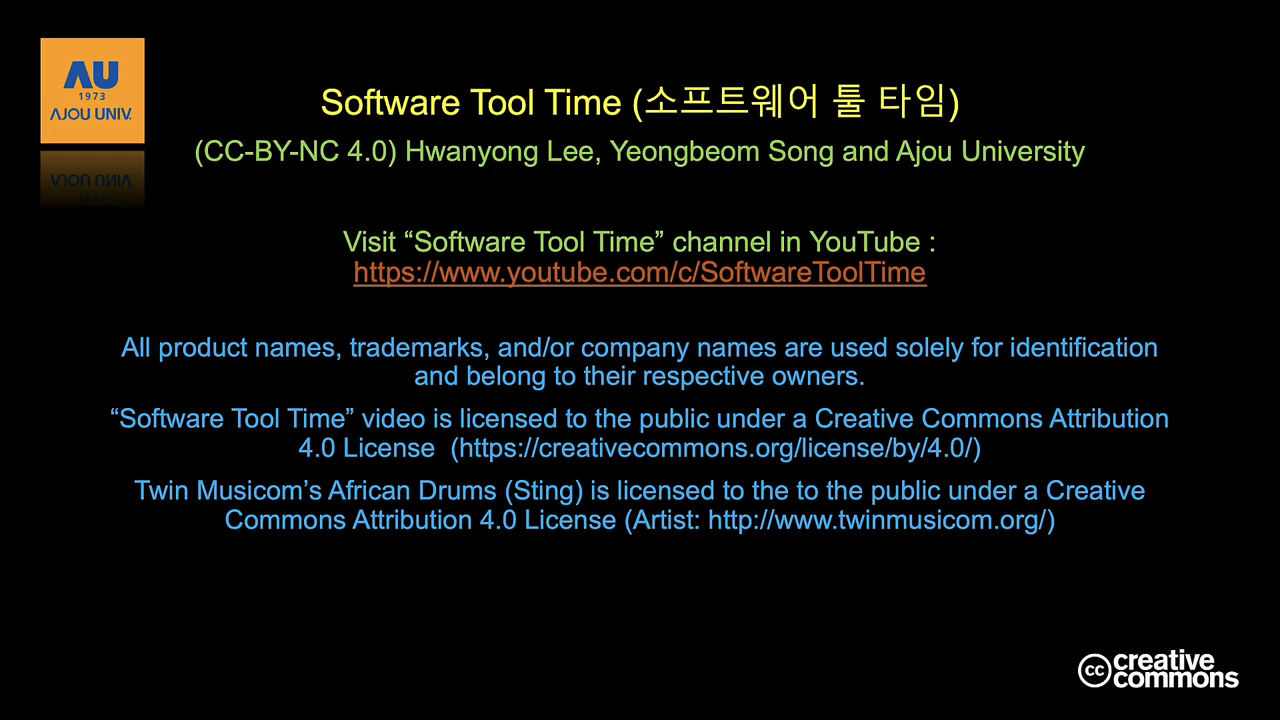 AU
1973
AJOU UNIV.
Software Tool Time (소프트웨어 툴 타임)
(CC-BY-NC 4.0) Hwanyong Lee, Yeongbeom Song and Ajou University
Visit “Software Tool Time” channel in YouTube :
https://www.youtube.com/c/SoftwareToolTime
All product names, trademarks, and/or company names are used solely for identification
and belong to their respective owners.
“Software Tool Time” video is licensed to the public under a Creative Commons Attribution
4.0 License (https://creativecommons.org/license/by/4.0/)
Twin Musicom’s African Drums (Sting) is licensed to the to the public under a Creative
Commons Attribution 4.0 License (Artist: http://www.twinmusicom.org/)
cc creative
commons